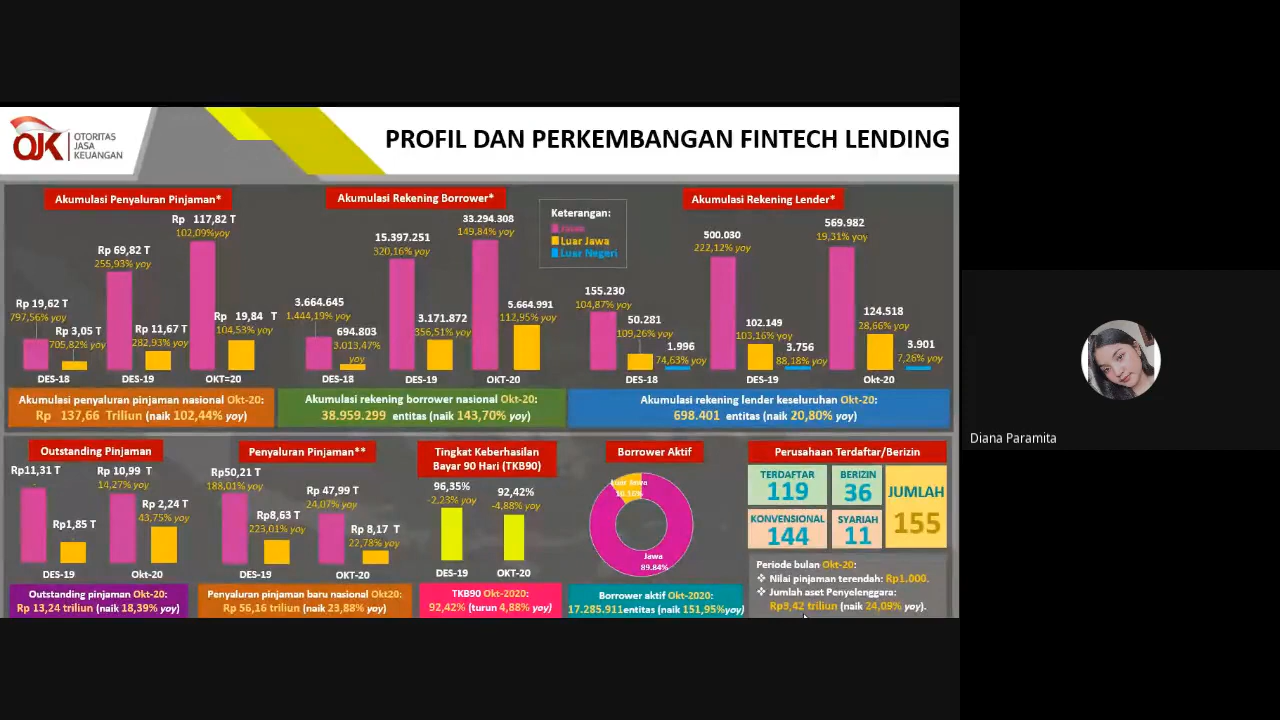 OJK
OTORITAS
JASA
KEUANGAN
PROFIL DAN PERKEMBANGAN FINTECH LENDING
Akumulasi Penyaluran Pinjaman*
Rp 19,62 T
797,56% yoy
Rp 3,05 T
705,82% yoy
DES-18
Rp 69,82 T
255,93% yoy
Rp 11,67 T
282,93% yoy
DES-19
Rp 117,82 T
102,09%yoy
Rp 19,84 T
104,53% yoy
OKT=20
Akumulasi penyaluran pinjaman nasional Okt-20:
Rp 137,66 Triliun (naik 102,44% yoy)
Akumulasi Rekening Borrower*
3.664.645
1.444,19% yoy
694.803
3.013,47%
yoy
DES-18
15.397.251
320,16% yoy
3.171.872
356,51% yoy
DES-19
33.294.308
149,84% yoy
5.664.991
112,95% yoy
OKT-20
Akumulasi rekening borrower nasional Okt-20:
38.959.299 entitas (naik 143,70% yoy)
Keterangan:
Jawa
Luar Jawa
Luar Negeri
Akumulasi Rekening Lender*
155.230
104,87% yoy
50.281
109,26% yoy
1.996
74,63% yoy
DES-18
500.030
222,12% yoy
102.149
103,16% yoy
3.756
88,18% yoy
DES-19
569.982
19,31% yoy
124.518
28,66% yoy
3.901
7,26% yoy
Okt-20
Akumulasi rekening lender keseluruhan Okt-20:
698.401 entitas (naik 20,80% yoy)
Outstanding Pinjaman
Rp11,31 T
Rp1,85 T
DES-19
Rp 10,99 T
14,27% yoy
Rp 2,24 T
43,75% yoy
Okt-20
Outstanding pinjaman Okt-20:
Rp 13,24 triliun (naik 18,39% yoy)
Penyaluran Pinjaman**
Rp50,21 T
188,01% yoy
Rp8,63 T
223,01% yoy
DES-19
Rp 47,99 T
24,07% yoy
Rp 8,17 T
22,78% yoy
OKT-20
Penyaluran pinjaman baru nasional Okt20:
Rp 56,16 triliun (naik 23,88% yoy)
Tingkat Keberhasilan
Bayar 90 Hari (TKB90)
96,35%
-2,23% yoy
DES-19
92,42%
-4,88% yoy
OKT-20
TKB90 Okt-2020:
92,42% (turun 4,88% yoy)
Borrower Aktif
Luar Jawa
10.16%
Jawa
89.84%
Borrower aktif Okt-2020:
17.285.911entitas (naik 151,95%yoy)
Perusahaan Terdaftar/Berizin
TERDAFTAR
119
BERIZIN
36
KONVENSIONAL
144
SYARIAH
11
JUMLAH
155
Periode bulan Okt-20:
❖ Nilai pinjaman terendah: Rp1.000.
❖ Jumlah aset Penyelenggara:
Rp3,42 triliun (naik 24,09% yoy).
Diana Paramita